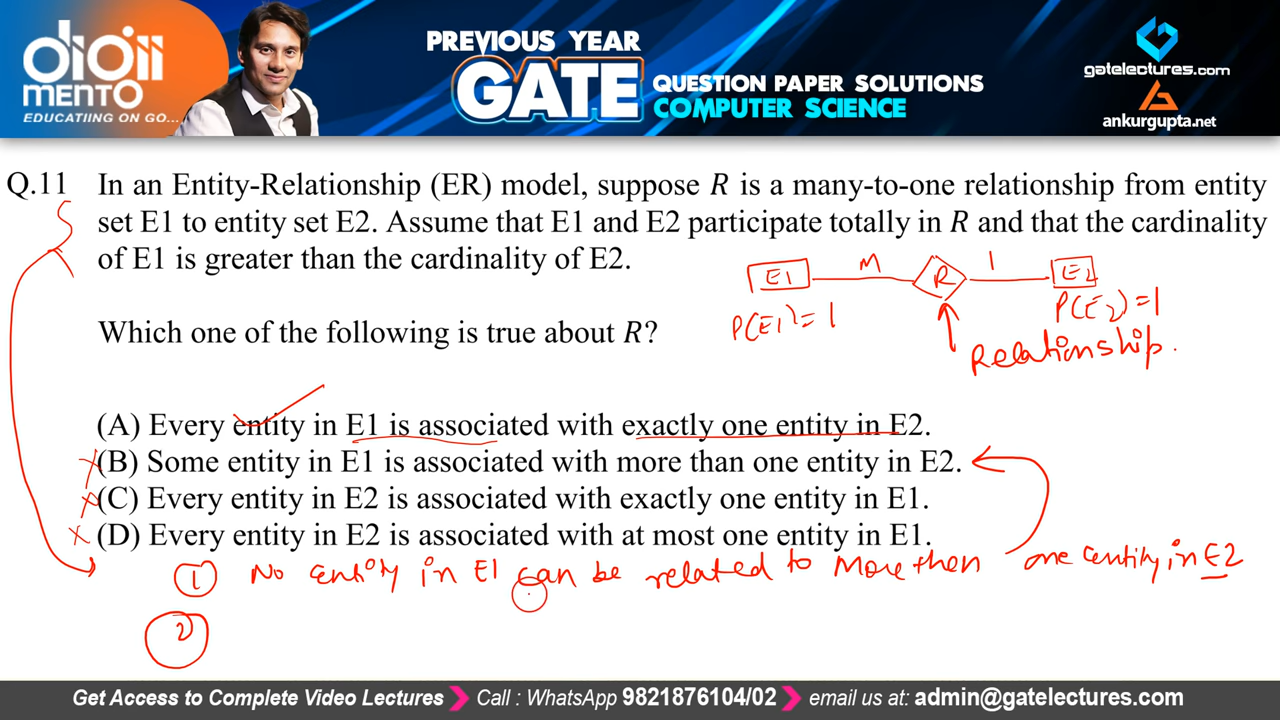 digii
MENTO
EDUCATIING ON GO...
PREVIOUS YEAR
GATE
QUESTION PAPER SOLUTIONS
COMPUTER SCIENCE
gatelectures.com
ankurgupta.net
Q.11 In an Entity-Relationship (ER) model, suppose R is a many-to-one relationship from entity
set E1 to entity set E2. Assume that E1 and E2 participate totally in R and that the cardinality
of E1 is greater than the cardinality of E2.
E1 M R 1 E2
P(E1) = 1 P(E2) = 1
Relationship.
Which one of the following is true about R?
(A) Every entity in E1 is associated with exactly one entity in E2.
(B) Some entity in E1 is associated with more than one entity in E2.
(C) Every entity in E2 is associated with exactly one entity in E1.
(D) Every entity in E2 is associated with at most one entity in E1.
1 No entity in E1 can be related to more then one entity in E2
2
Get Access to Complete Video Lectures Call : WhatsApp 9821876104/02 email us at: admin@gatelectures.com